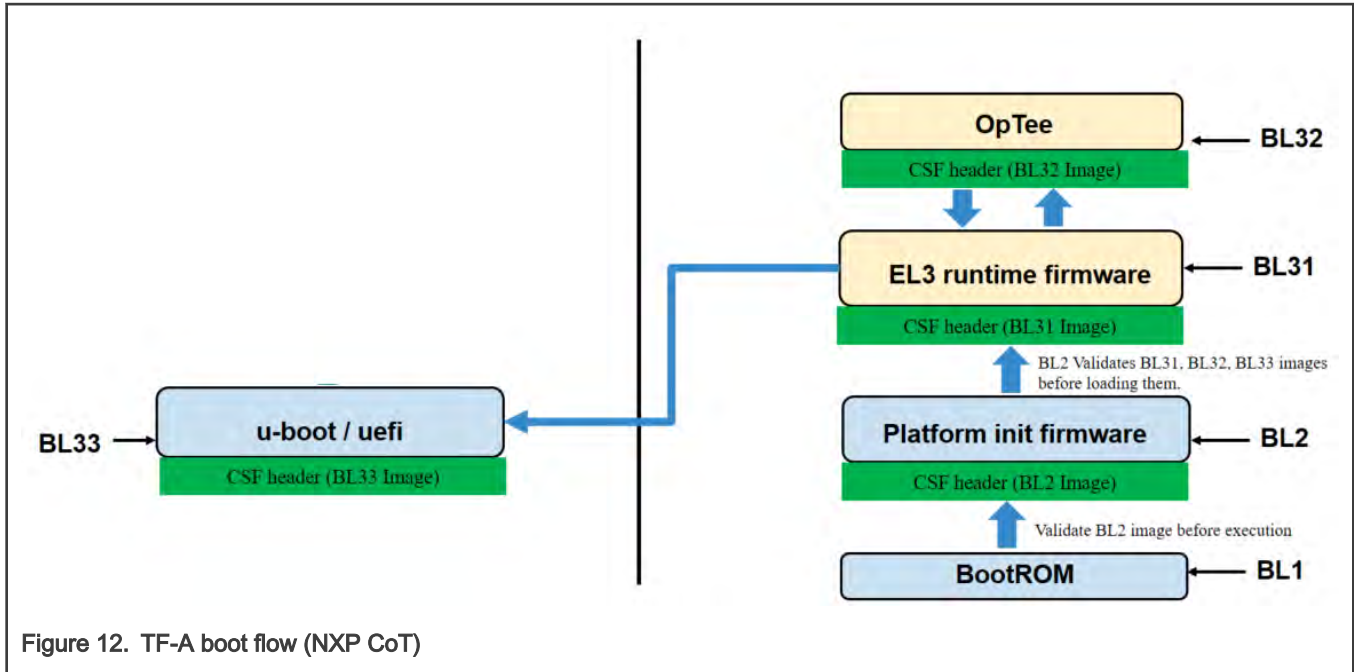 OpTee
BL32
CSF header (BL32 Image)
EL3 runtime firmware
BL31
CSF header (BL31 Image)
BL2 Validates BL31, BL32, BL33 images
before loading them.
u-boot / uefi
BL33
CSF header (BL33 Image)
Platform init firmware
BL2
CSF header (BL2 Image)
Validate BL2 image before execution
BootROM
BL1
Figure 12. TF-A boot flow (NXP CoT)